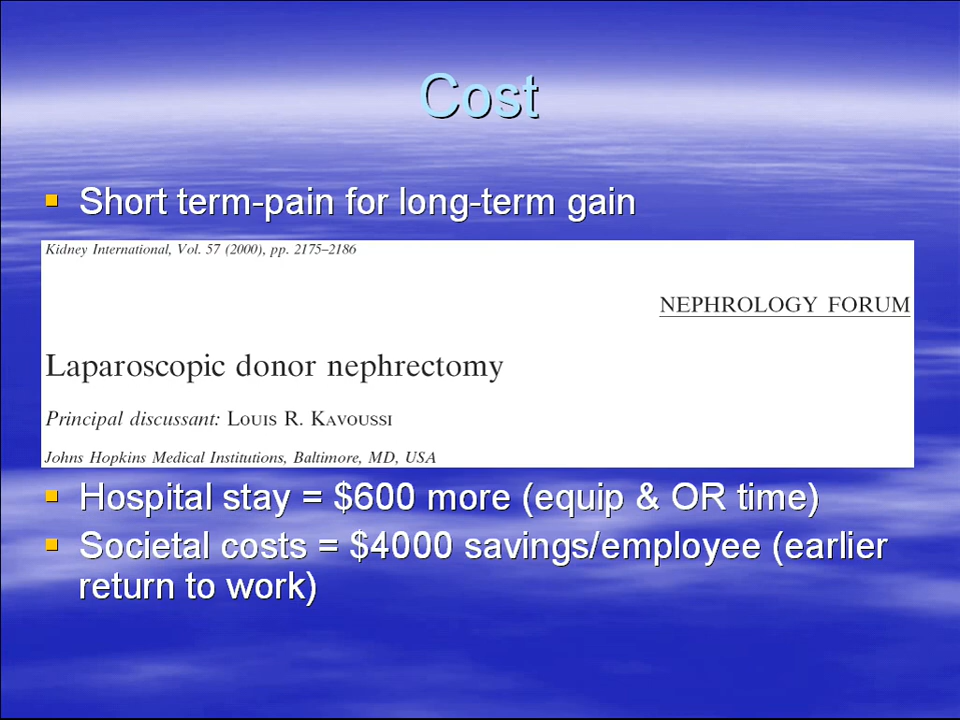 Cost
Short term-pain for long-term gain
Kidney International, Vol. 57 (2000), pp. 2175–2186
NEPHROLOGY FORUM
Laparoscopic donor nephrectomy
Principal discussant: LOUIS R. KAVOUSSI
Johns Hopkins Medical Institutions, Baltimore, MD, USA
Hospital stay = $600 more (equip & OR time)
Societal costs = $4000 savings/employee (earlier
return to work)